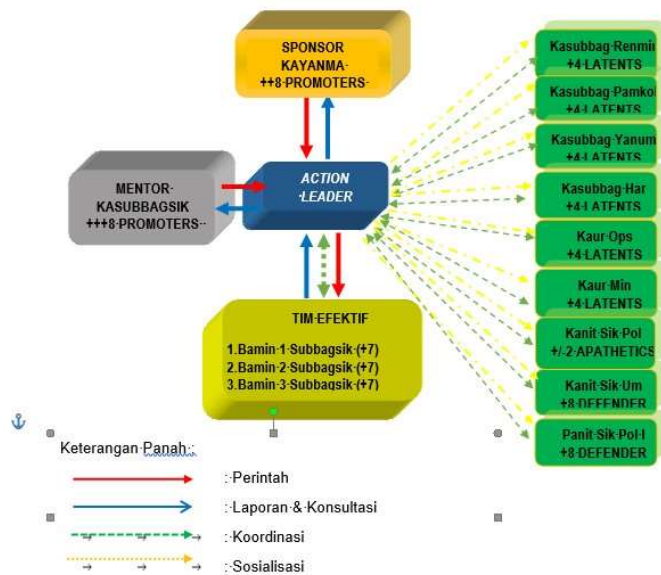 SPONSOR
KAYANMA
++8 PROMOTERS
MENTOR
KASUBBAGSIK
+++8 PROMOTERS
ACTION
LEADER
TIM EFEKTIF
1.Bamin 1 Subbagsik (+7)
2.Bamin 2 Subbagsik (+7)
3.Bamin 3 Subbagsik (+7)
Kasubbag Renmin
+4 LATENTS
Kasubbag Pamkol
+4 LATENTS
Kasubbag Yanum
+4 LATENTS
Kasubbag Har
+4 LATENTS
Kaur Ops
+4 LATENTS
Kaur Min
+4 LATENTS
Kanit Sik Pol
+/-2 APATHETICS
Kanit Sik Um
+8 DEFENDER
Panit Sik Pol I
+8 DEFENDER
Keterangan Panah :
: Perintah
: Laporan & Konsultasi
: Koordinasi
: Sosialisasi